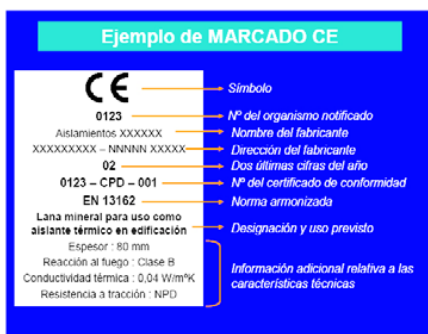 Ejemplo de MARCADO CE
CE
Símbolo
0123
Nº del organismo notificado
Aislamientos XXXXXX
Nombre del fabricante
XXXXXXXXX – NNNNN XXXXX
Dirección del fabricante
02
Dos últimas cifras del año
0123 – CPD – 001
Nº del certificado de conformidad
EN 13162
Norma armonizada
Lana mineral para uso como
aislante térmico en edificación
Designación y uso previsto
Espesor : 80 mm
Reacción al fuego : Clase B
Conductividad térmica : 0,04 W/mºK
Resistencia a tracción : NPD
Información adicional relativa a las
características técnicas